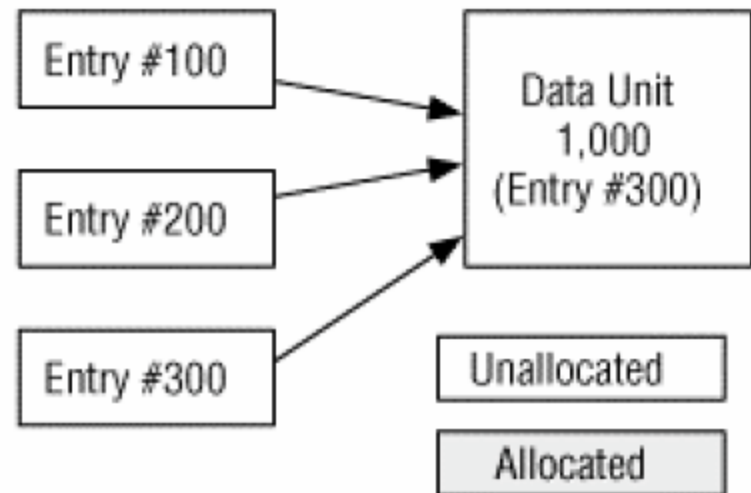 Entry #100
Entry #200
Entry #300
Data Unit
1,000
(Entry #300)
Unallocated
Allocated